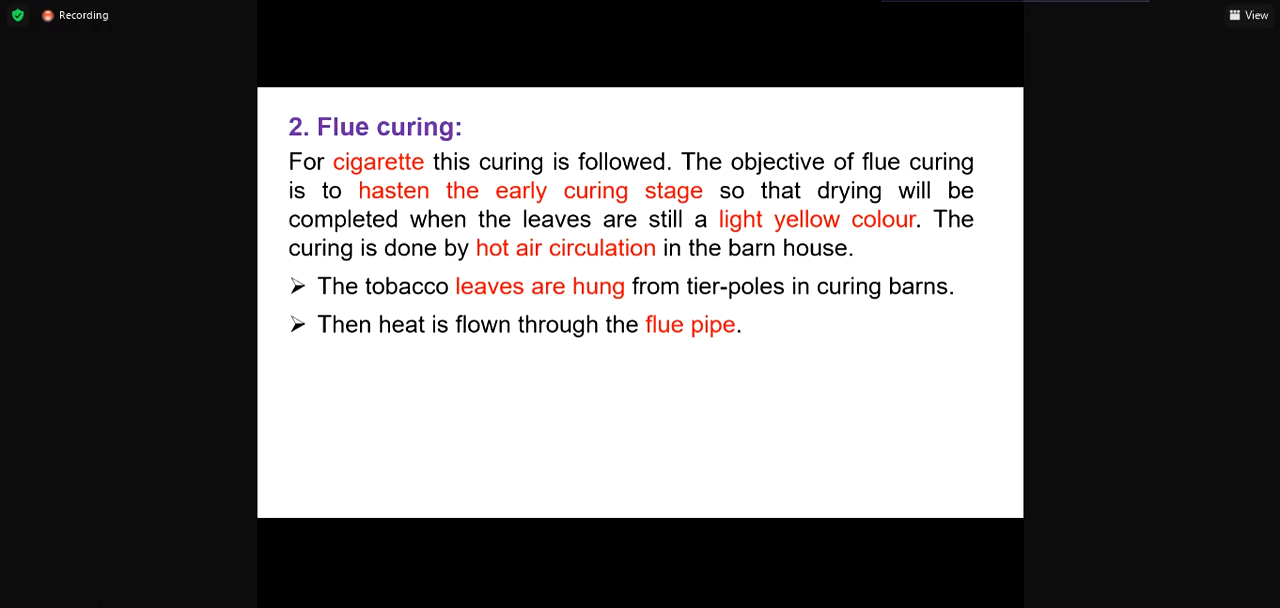 Recording
View
2. Flue curing:
For cigarette this curing is followed. The objective of flue curing
is to hasten the early curing stage so that drying will be
completed when the leaves are still a light yellow colour. The
curing is done by hot air circulation in the barn house.
➢ The tobacco leaves are hung from tier-poles in curing barns.
➢ Then heat is flown through the flue pipe.